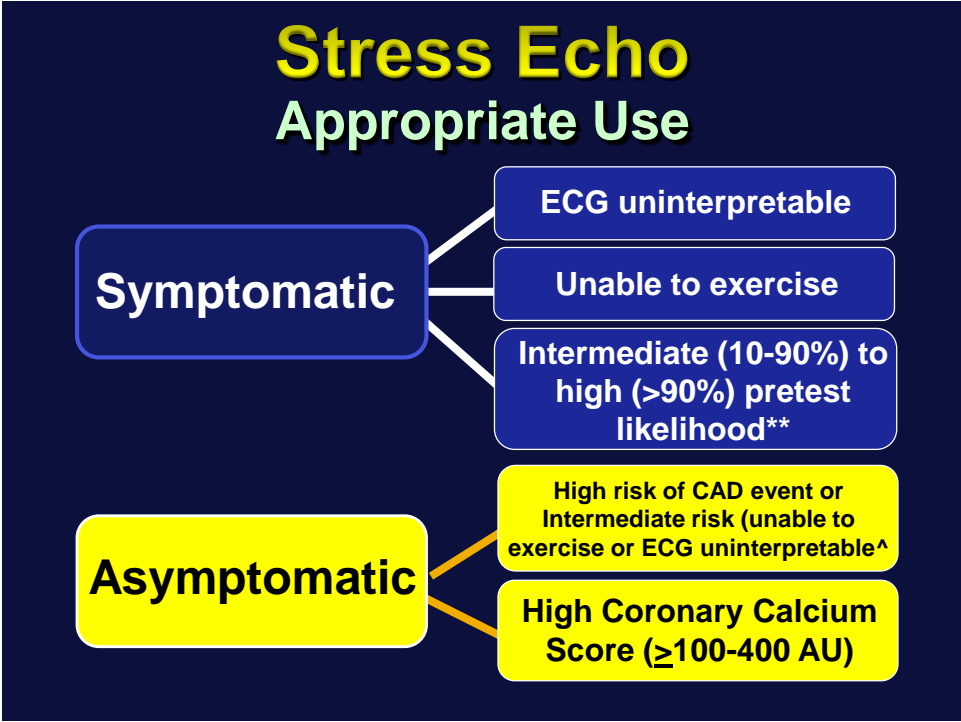 Stress Echo
Appropriate Use
Symptomatic
ECG uninterpretable
Unable to exercise
Intermediate (10-90%) to
high (>90%) pretest
likelihood**
Asymptomatic
High risk of CAD event or
Intermediate risk (unable to
exercise or ECG uninterpretable^
High Coronary Calcium
Score (≥100-400 AU)